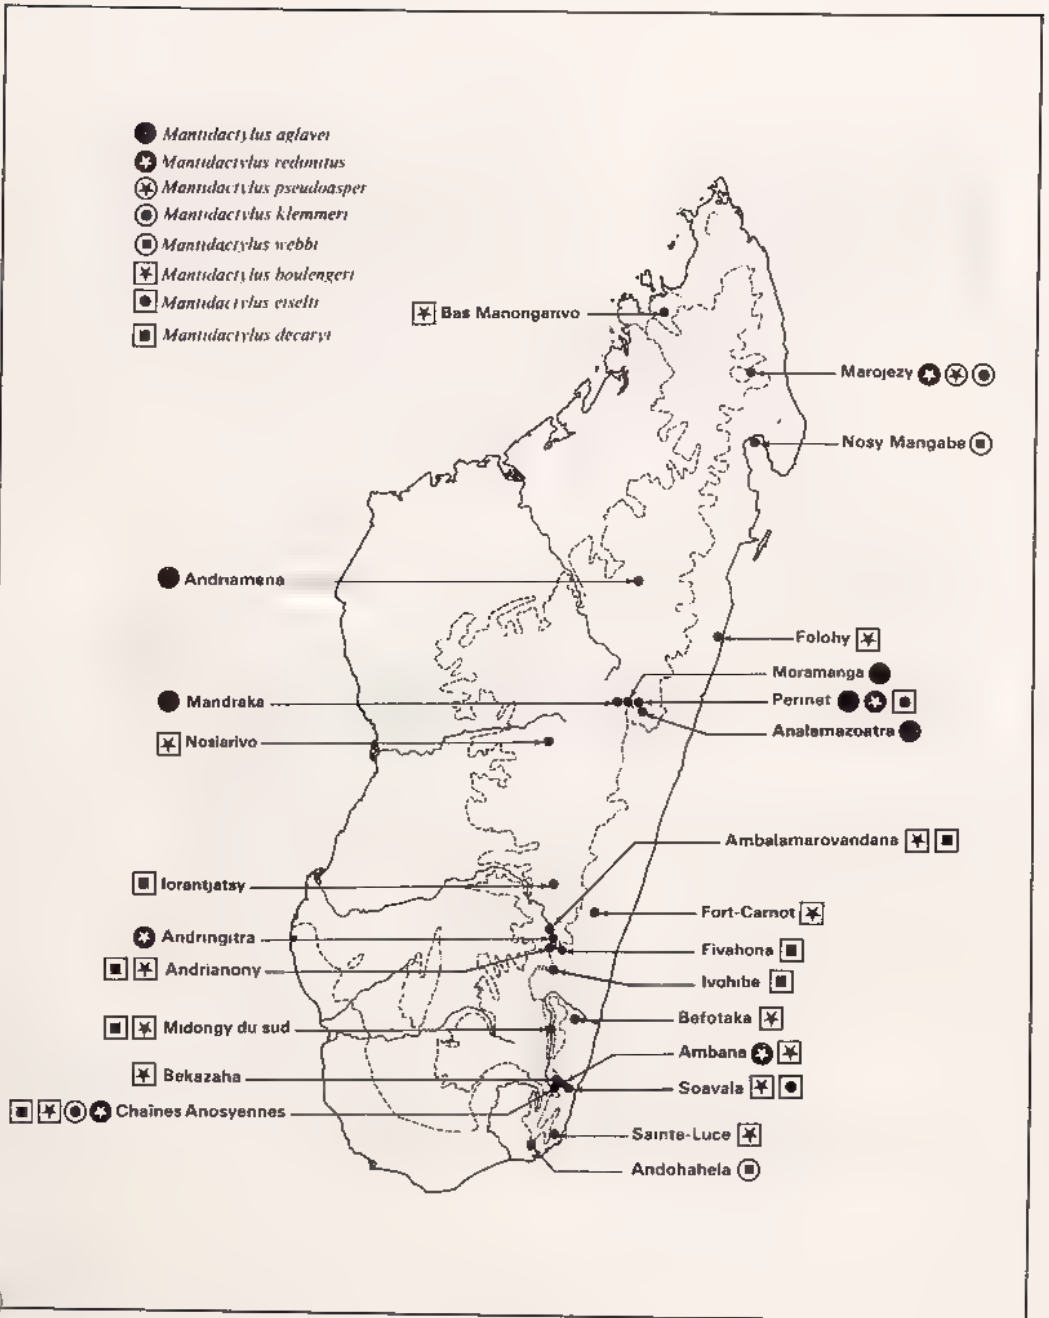 Mantidactylus aglavei
Mantidactylus redimitus
Mantidactylus pseudoasper
Mantidactylus klemmeri
Mantidactylus webbi
Mantidactylus boulengeri
Mantidactylus eiselti
Mantidactylus decaryi
Bas Manongarivo
Marojezy
Nosy Mangabe
Andriamena
Folohy
Moramanga
Mandraka
Perinet
Analamazoatra
Nosiarivo
Ambalamarovandana
Iorantjatsy
Fort-Carnot
Andringitra
Fivahona
Andrianony
Ivohibe
Befotaka
Midongy du sud
Ambana
Bekazaha
Soavala
Chaînes Anosyennes
Sainte-Luce
Andohahela